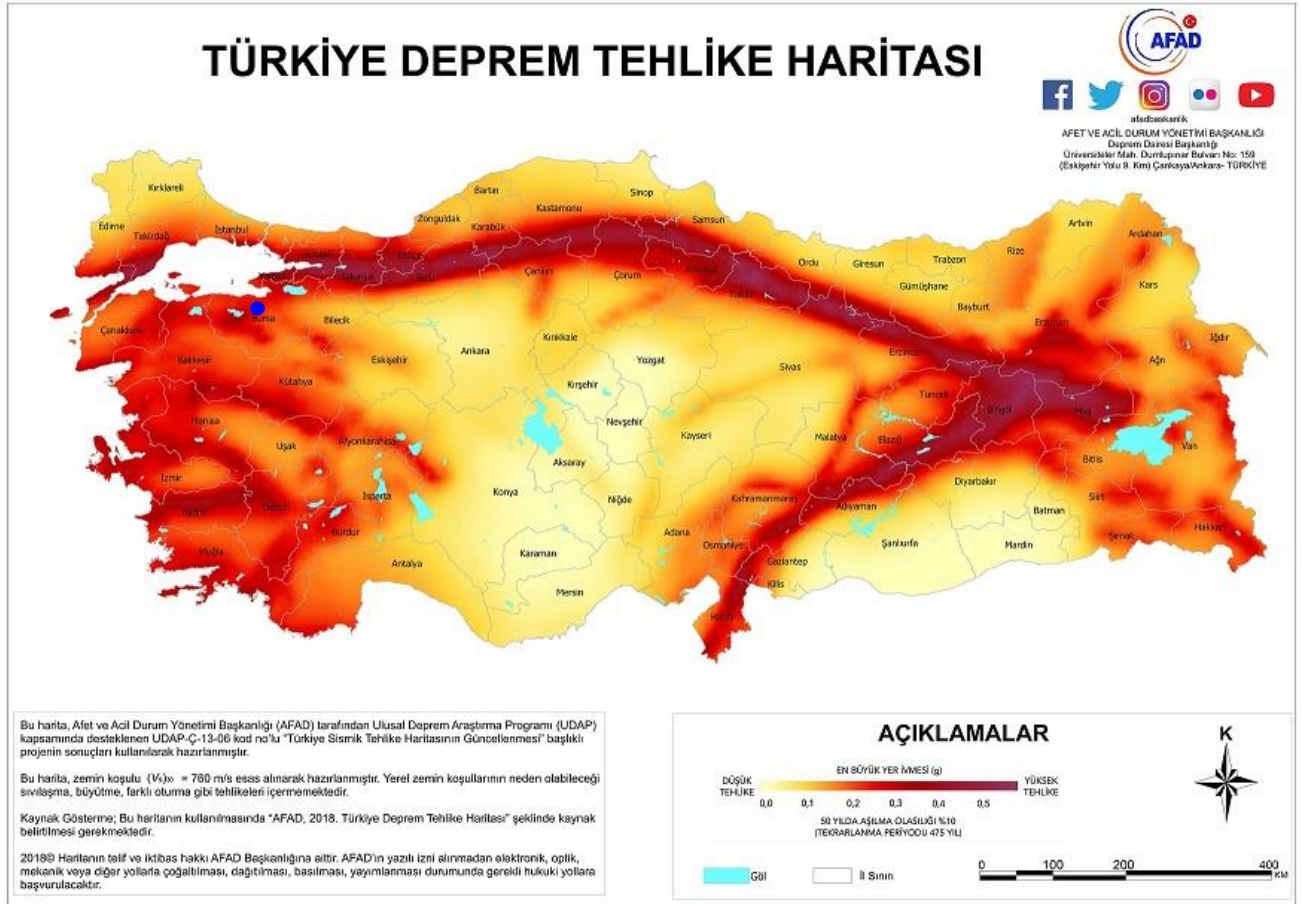 TÜRKİYE DEPREM TEHLİKE HARİTASI
AFAD
afadbaskanlik
AFET VE ACİL DURUM YÖNETİMİ BAŞKANLIĞI
Deprem Dairesi Başkanlığı
Üniversiteler Mah. Dumlupınar Bulvarı No: 159
(Eskişehir Yolu 9. Km) Çankaya/Ankara- TÜRKİYE
Kırklareli
Edirne
Tekirdağ
İstanbul
Zonguldak
Bartın
Karabük
Kastamonu
Sinop
Samsun
Çankırı
Çorum
Ordu
Giresun
Trabzon
Rize
Artvin
Ardahan
Kars
Gümüşhane
Bayburt
Erzurum
Iğdır
Ağrı
Çanakkale
Bursa
Bilecik
Balıkesir
Kütahya
Eskişehir
Ankara
Kırıkkale
Yozgat
Sivas
Erzincan
Tunceli
Bingöl
Muş
Kırşehir
Nevşehir
Kayseri
Malatya
Elazığ
Van
Bitlis
Manisa
Uşak
Afyonkarahisar
Aksaray
İzmir
Aydın
Denizli
Isparta
Burdur
Konya
Niğde
Kahramanmaraş
Adıyaman
Diyarbakır
Batman
Siirt
Şırnak
Hakkari
Muğla
Antalya
Karaman
Mersin
Adana
Osmaniye
Gaziantep
Kilis
Şanlıurfa
Mardin
Hatay
Bu harita, Afet ve Acil Durum Yönetimi Başkanlığı (AFAD) tarafından Ulusal Deprem Araştırma Programı (UDAP)
kapsamında desteklenen UDAP-Ç-13-06 kod no'lu "Türkiye Sismik Tehlike Haritasının Güncellenmesi" başlıklı
projenin sonuçları kullanılarak hazırlanmıştır.
Bu harita, zemin koşulu (Vs)30 = 760 m/s esas alınarak hazırlanmıştır. Yerel zemin koşullarının neden olabileceği
sıvılaşma, büyütme, farklı oturma gibi tehlikeleri içermemektedir.
Kaynak Gösterme; Bu haritanın kullanılmasında "AFAD, 2018. Türkiye Deprem Tehlike Haritası" şeklinde kaynak
belirtilmesi gerekmektedir.
2018© Haritanın telif ve iktibas hakkı AFAD Başkanlığına aittir. AFAD'ın yazılı izni alınmadan elektronik, optik,
mekanik veya diğer yollarla çoğaltılması, dağıtılması, basılması, yayımlanması durumunda gerekli hukuki yollara
başvurulacaktır.
AÇIKLAMALAR
K
EN BÜYÜK YER İVMESİ (g)
DÜŞÜK
TEHLİKE
YÜKSEK
TEHLİKE
0,0 0,1 0,2 0,3 0,4 0,5
50 YILDA AŞILMA OLASILIĞI %10
(TEKRARLANMA PERİYODU 475 YIL)
Göl
İl Sınırı
0 100 200 400
KM